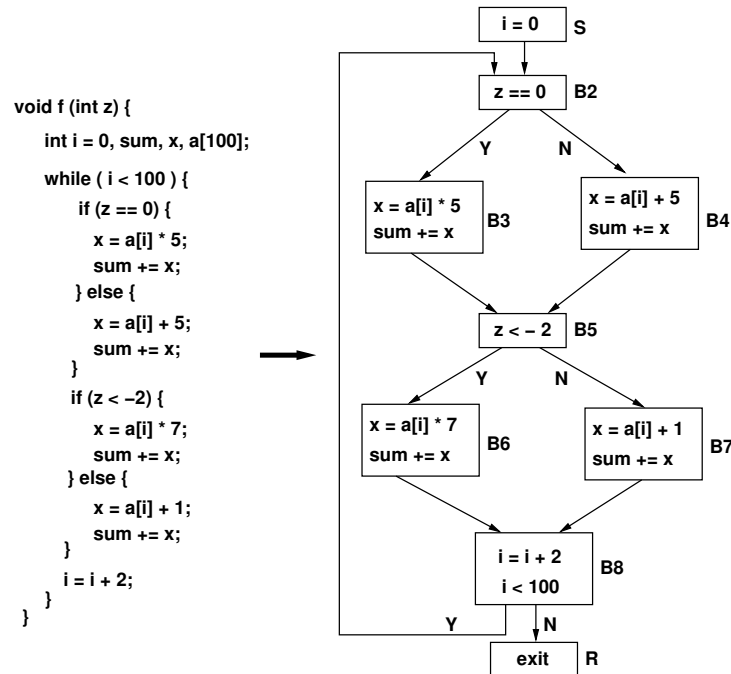 void f (int z) {
int i = 0, sum, x, a[100];
while ( i < 100 ) {
if (z == 0) {
x = a[i] * 5;
sum += x;
} else {
x = a[i] + 5;
sum += x;
}
if (z < −2) {
x = a[i] * 7;
sum += x;
} else {
x = a[i] + 1;
sum += x;
}
i = i + 2;
}
}
i = 0 S
z == 0 B2
Y N
x = a[i] * 5
sum += x
B3
x = a[i] + 5
sum += x
B4
z < − 2 B5
Y N
x = a[i] * 7
sum += x
B6
x = a[i] + 1
sum += x
B7
i = i + 2
i < 100
B8
Y N
exit R